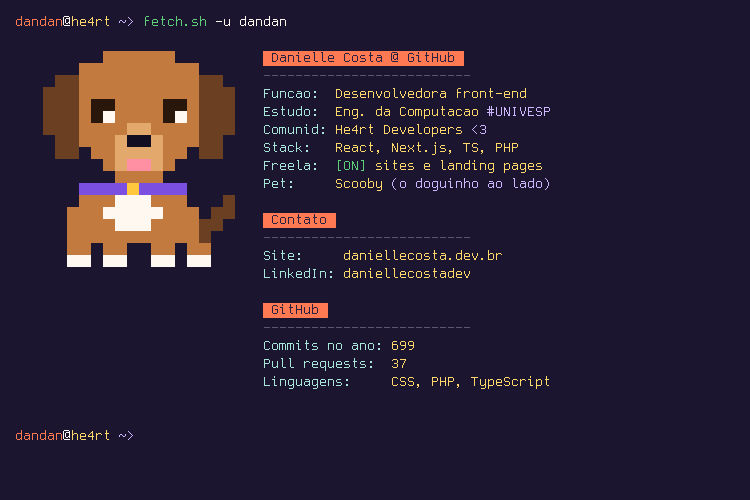 dandan@he4rt ~> fetch.sh -u dandan
Danielle Costa @ GitHub
--------------------------
Funcao: Desenvolvedora front-end
Estudo: Eng. da Computacao #UNIVESP
Comunid: He4rt Developers <3
Stack: React, Next.js, TS, PHP
Freela: [ON] sites e landing pages
Pet: Scooby (o doguinho ao lado)
Contato
--------------------------
Site: daniellecosta.dev.br
LinkedIn: daniellecostadev
GitHub
--------------------------
Commits no ano: 699
Pull requests: 37
Linguagens: CSS, PHP, TypeScript
dandan@he4rt ~>